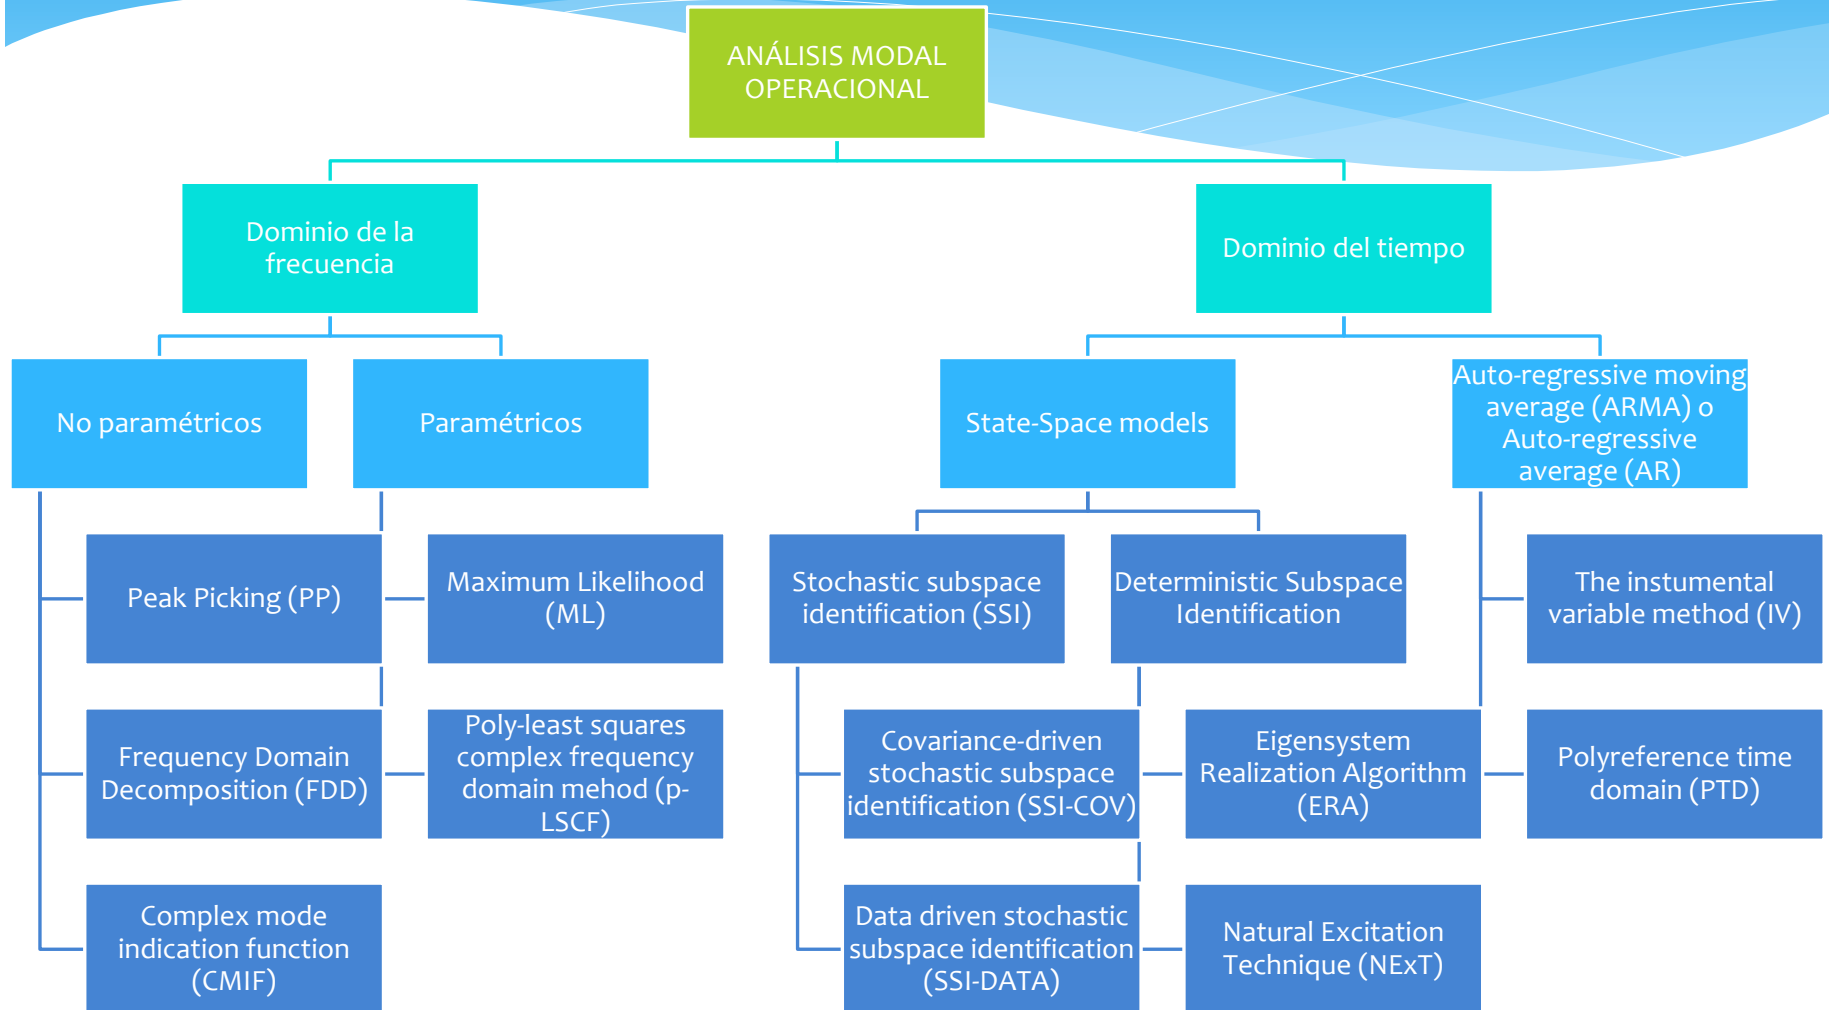 ANÁLISIS MODAL
OPERACIONAL
Dominio de la
frecuencia
Dominio del tiempo
No paramétricos
Paramétricos
State-Space models
Auto-regressive moving
average (ARMA) o
Auto-regressive
average (AR)
Peak Picking (PP)
Maximum Likelihood
(ML)
Stochastic subspace
identification (SSI)
Deterministic Subspace
Identification
The instumental
variable method (IV)
Frequency Domain
Decomposition (FDD)
Poly-least squares
complex frequency
domain mehod (p-
LSCF)
Covariance-driven
stochastic subspace
identification (SSI-COV)
Eigensystem
Realization Algorithm
(ERA)
Polyreference time
domain (PTD)
Complex mode
indication function
(CMIF)
Data driven stochastic
subspace identification
(SSI-DATA)
Natural Excitation
Technique (NExT)